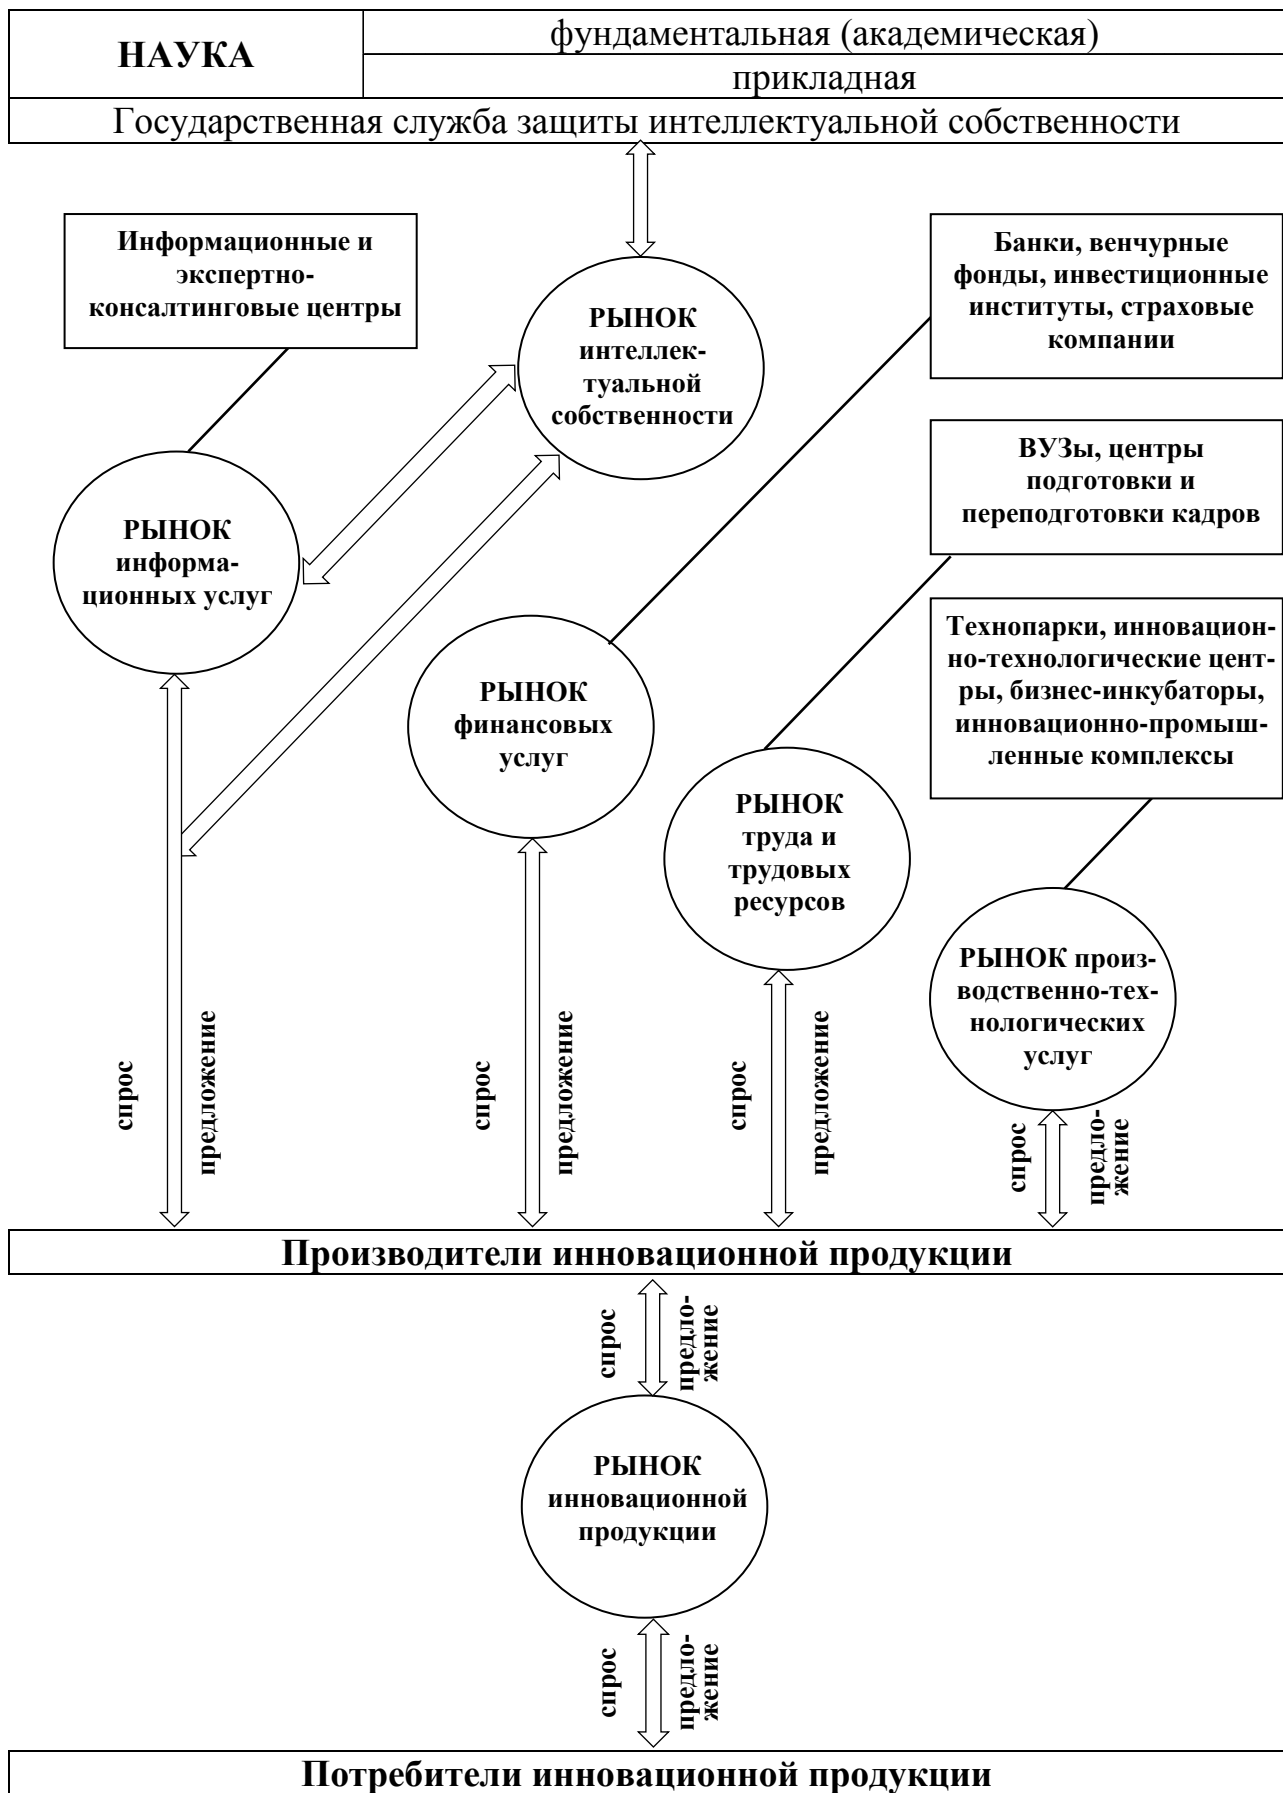 НАУКА
фундаментальная (академическая)
прикладная
Государственная служба защиты интеллектуальной собственности
Информационные и
экспертно-
консалтинговые центры
РЫНОК
интеллек-
туальной
собственности
Банки, венчурные
фонды, инвестиционные
институты, страховые
компании
ВУЗы, центры
подготовки и
переподготовки кадров
РЫНОК
информа-
ционных услуг
Технопарки, инновацион-
но-технологические цент-
ры, бизнес-инкубаторы,
инновационно-промыш-
ленные комплексы
РЫНОК
финансовых
услуг
РЫНОК
труда и
трудовых
ресурсов
РЫНОК произ-
водственно-тех-
нологических
услуг
спрос
предложение
спрос
предложение
спрос
предложение
спрос
предло-
жение
Производители инновационной продукции
спрос
предло-
жение
РЫНОК
инновационной
продукции
спрос
предло-
жение
Потребители инновационной продукции